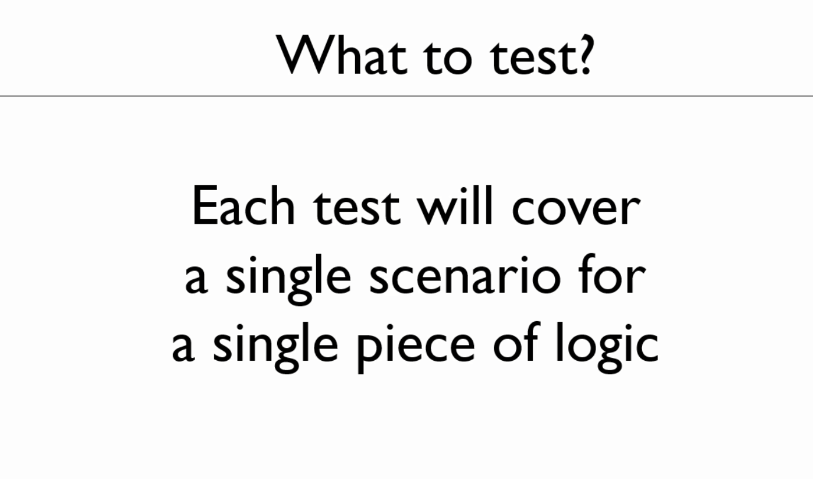 What to test?
Each test will cover
a single scenario for
a single piece of logic